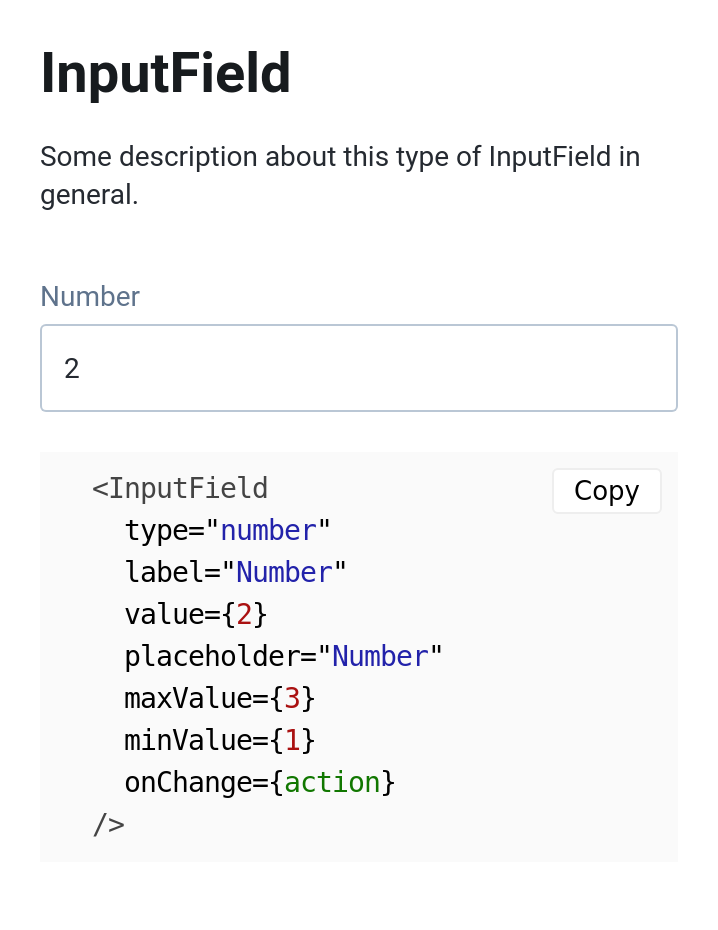 InputField
Some description about this type of InputField in
general.
Number
2
Copy
<InputField
type="number"
label="Number"
value={2}
placeholder="Number"
maxValue={3}
minValue={1}
onChange={action}
/>